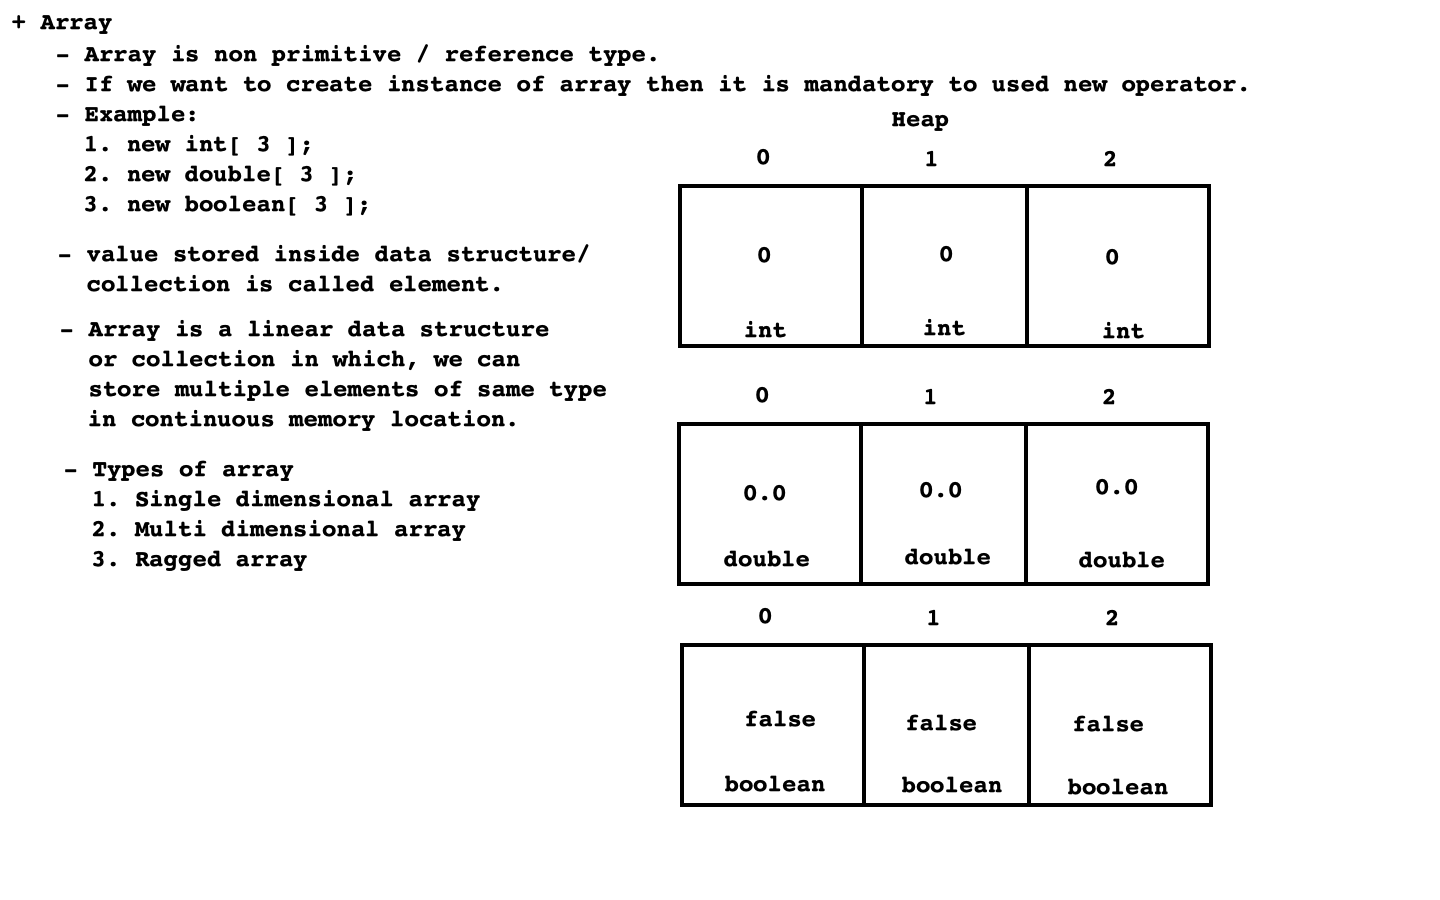 + Array
- Array is non primitive / reference type.
- If we want to create instance of array then it is mandatory to used new operator.
- Example:
1. new int[ 3 ];
2. new double[ 3 ];
3. new boolean[ 3 ];
- value stored inside data structure/
collection is called element.
- Array is a linear data structure
or collection in which, we can
store multiple elements of same type
in continuous memory location.
- Types of array
1. Single dimensional array
2. Multi dimensional array
3. Ragged array
Heap
0 1 2
0 0 0
int int int
0 1 2
0.0 0.0 0.0
double double double
0 1 2
false false false
boolean boolean boolean